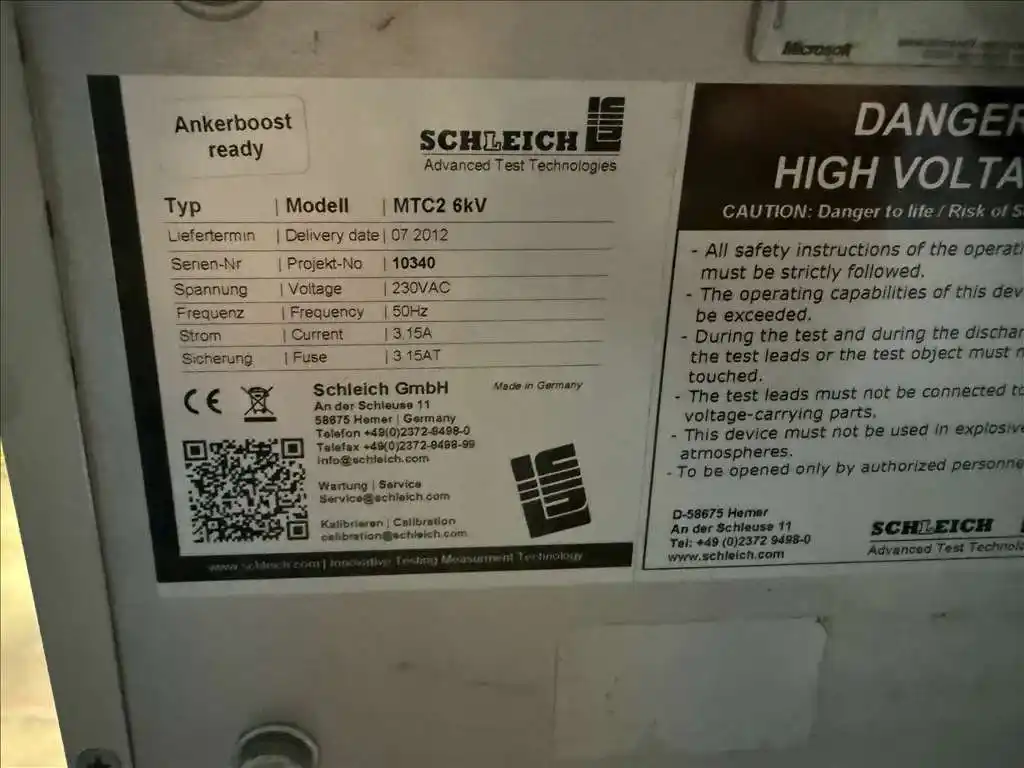 Microsoft
Ankerboost
ready
SCHLEICH
Advanced Test Technologies
Typ | Modell | MTC2 6kV
Liefertermin | Delivery date | 07 2012
Serien-Nr | Projekt-No | 10340
Spannung | Voltage | 230VAC
Frequenz | Frequency | 50Hz
Strom | Current | 3.15A
Sicherung | Fuse | 3 15AT
CE
Schleich GmbH
Made in Germany
An der Schleuse 11
58675 Hemer | Germany
Telefon +49(0)2372-9498-0
Telefax +49(0)2372-9498-99
info@schleich.com
Wartung | Service
Service@schleich.com
Kalibrieren | Calibration
calibration@schleich.com
www.schleich.com | Innovative Testing Measurment Technology
DANGER
HIGH VOLTA
CAUTION: Danger to life / Risk of S
- All safety instructions of the operati
must be strictly followed.
- The operating capabilities of this dev
be exceeded.
- During the test and during the dischar
the test leads or the test object must n
touched.
- The test leads must not be connected to
voltage-carrying parts.
- This device must not be used in explosive
atmospheres.
- To be opened only by authorized personne
D-58675 Hemer
An der Schleuse 11
Tel: +49 (0)2372 9498-0
www.schleich.com
SCHLEICH
Advanced Test Technolo